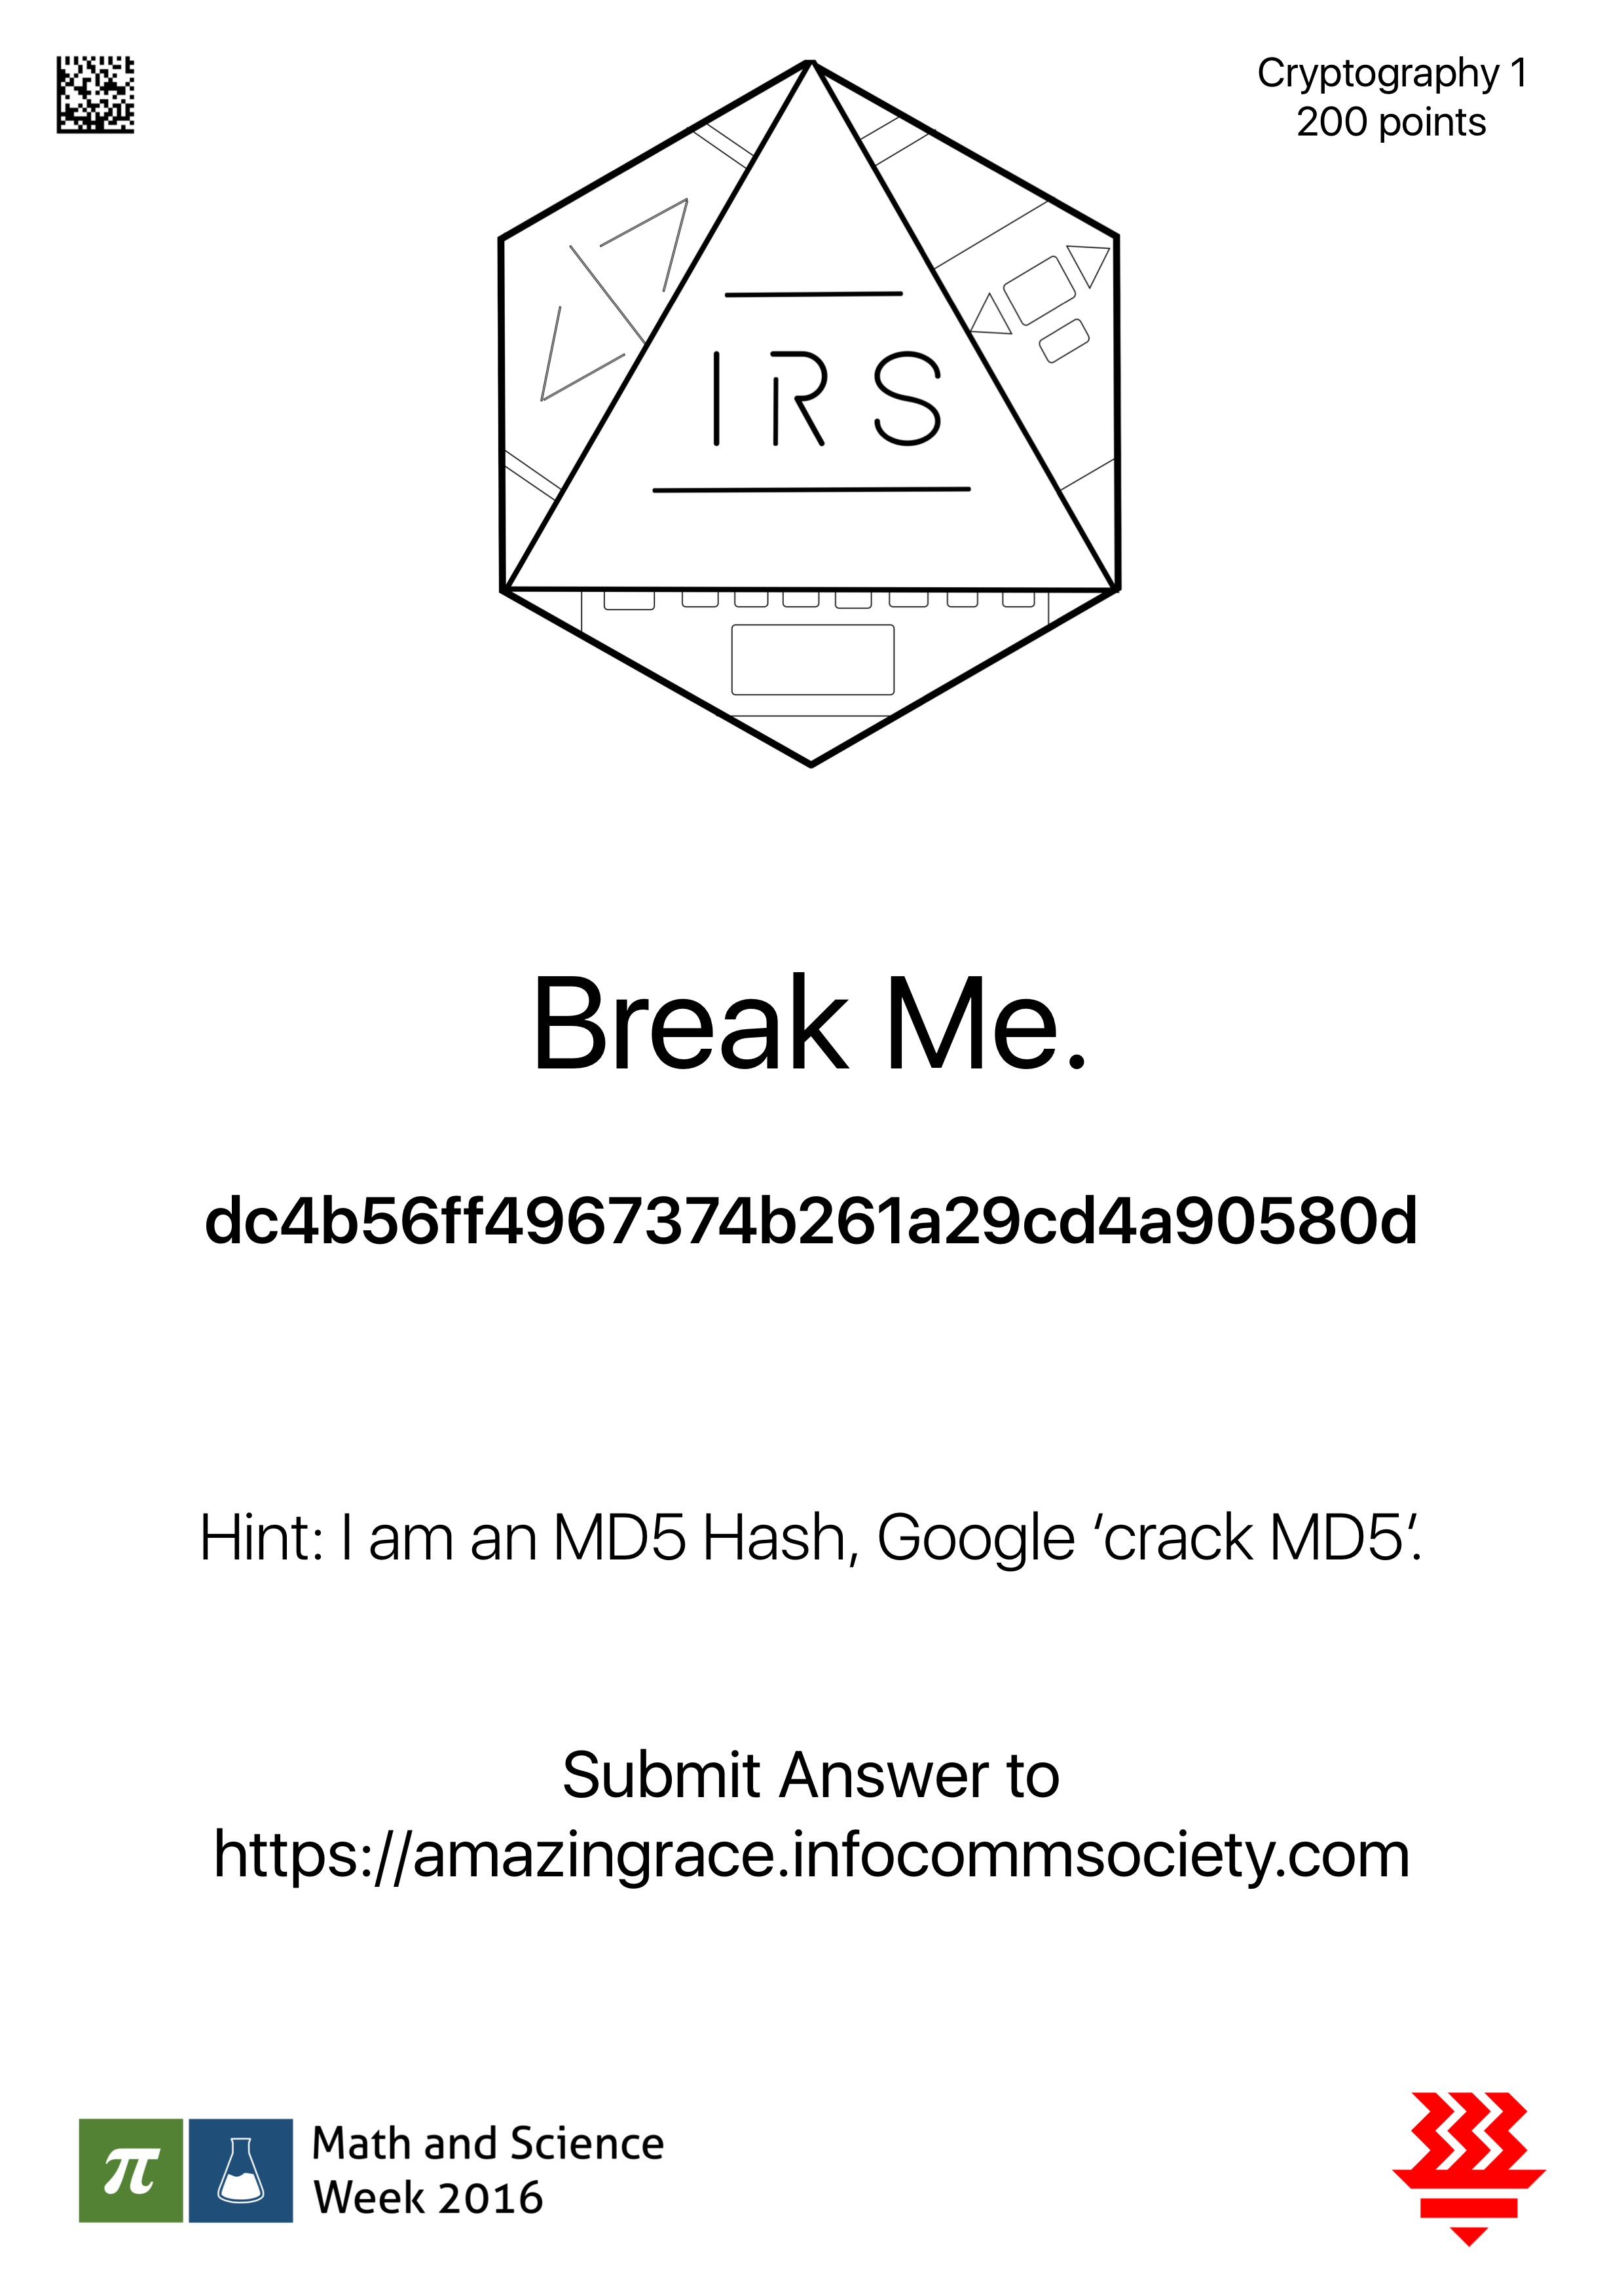 Cryptography 1
200 points
IRS
Break Me.
dc4b56ff4967374b261a29cd4a90580d
Hint: I am an MD5 Hash, Google ‘crack MD5’.
Submit Answer to
https://amazingrace.infocommsociety.com
π
Math and Science
Week 2016